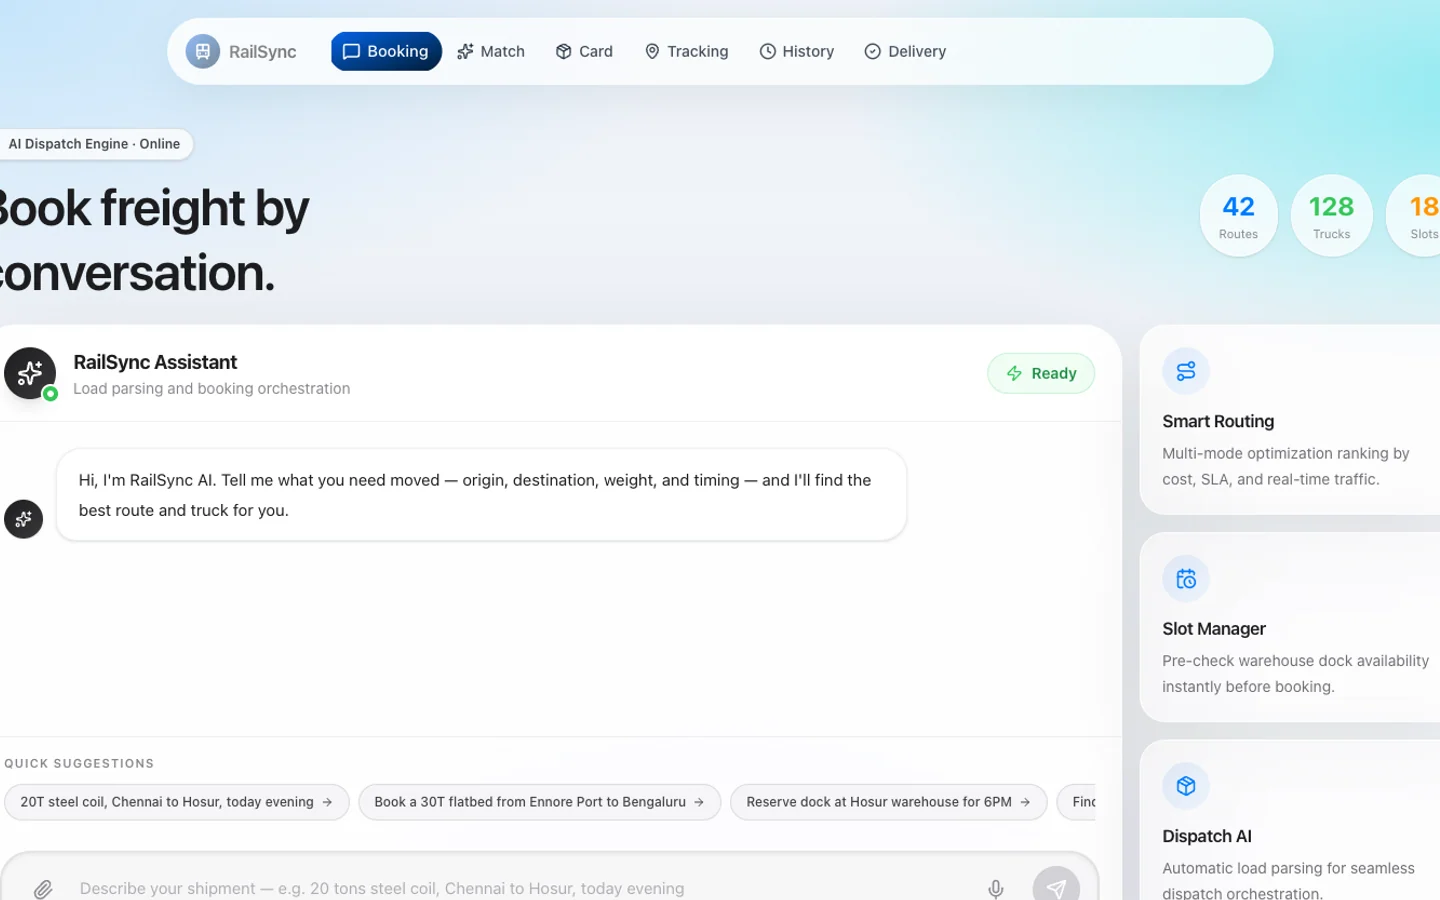 RailSync
Booking
Match
Card
Tracking
History
Delivery
AI Dispatch Engine · Online
Book freight by
conversation.
42
Routes
128
Trucks
18
Slots
RailSync Assistant
Load parsing and booking orchestration
Ready
Hi, I'm RailSync AI. Tell me what you need moved — origin, destination, weight, and timing — and I'll find the
best route and truck for you.
Smart Routing
Multi-mode optimization ranking by
cost, SLA, and real-time traffic.
Slot Manager
Pre-check warehouse dock availability
instantly before booking.
QUICK SUGGESTIONS
20T steel coil, Chennai to Hosur, today evening →
Book a 30T flatbed from Ennore Port to Bengaluru →
Reserve dock at Hosur warehouse for 6PM →
Dispatch AI
Automatic load parsing for seamless
dispatch orchestration.
Describe your shipment — e.g. 20 tons steel coil, Chennai to Hosur, today evening